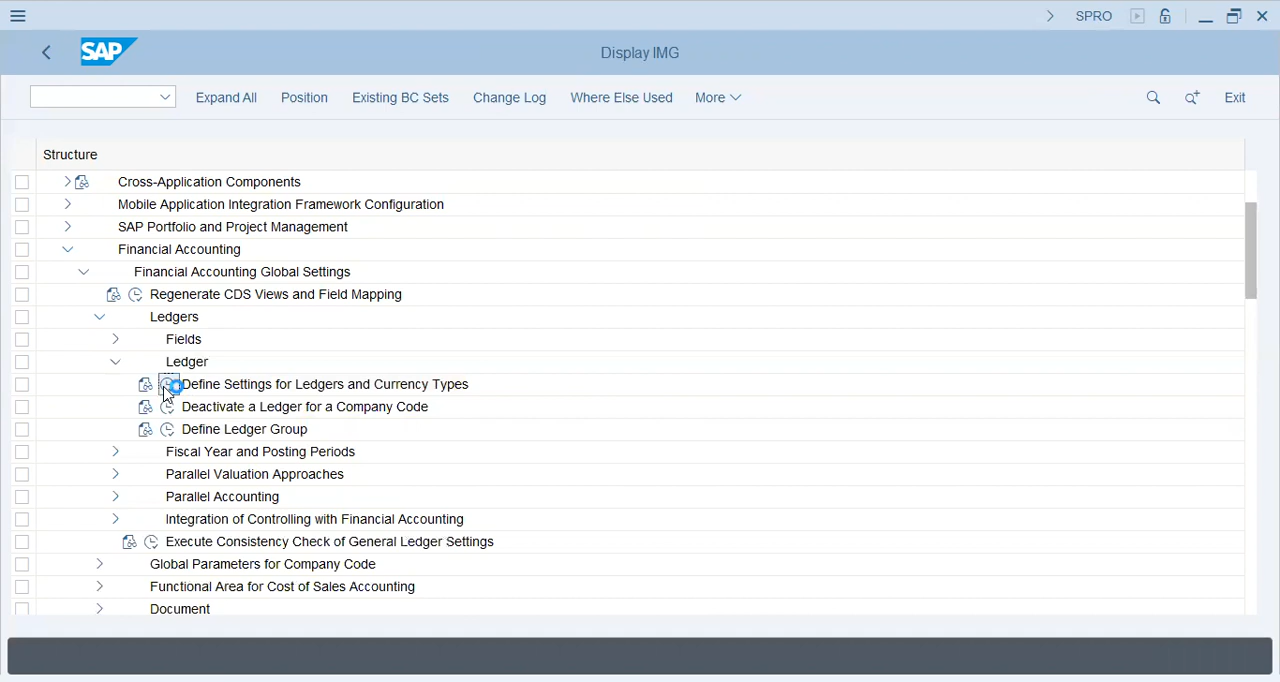 SPRO
SAP
Display IMG
Expand All
Position
Existing BC Sets
Change Log
Where Else Used
More
Exit
Structure
Cross-Application Components
Mobile Application Integration Framework Configuration
SAP Portfolio and Project Management
Financial Accounting
Financial Accounting Global Settings
Regenerate CDS Views and Field Mapping
Ledgers
Fields
Ledger
Define Settings for Ledgers and Currency Types
Deactivate a Ledger for a Company Code
Define Ledger Group
Fiscal Year and Posting Periods
Parallel Valuation Approaches
Parallel Accounting
Integration of Controlling with Financial Accounting
Execute Consistency Check of General Ledger Settings
Global Parameters for Company Code
Functional Area for Cost of Sales Accounting
Document